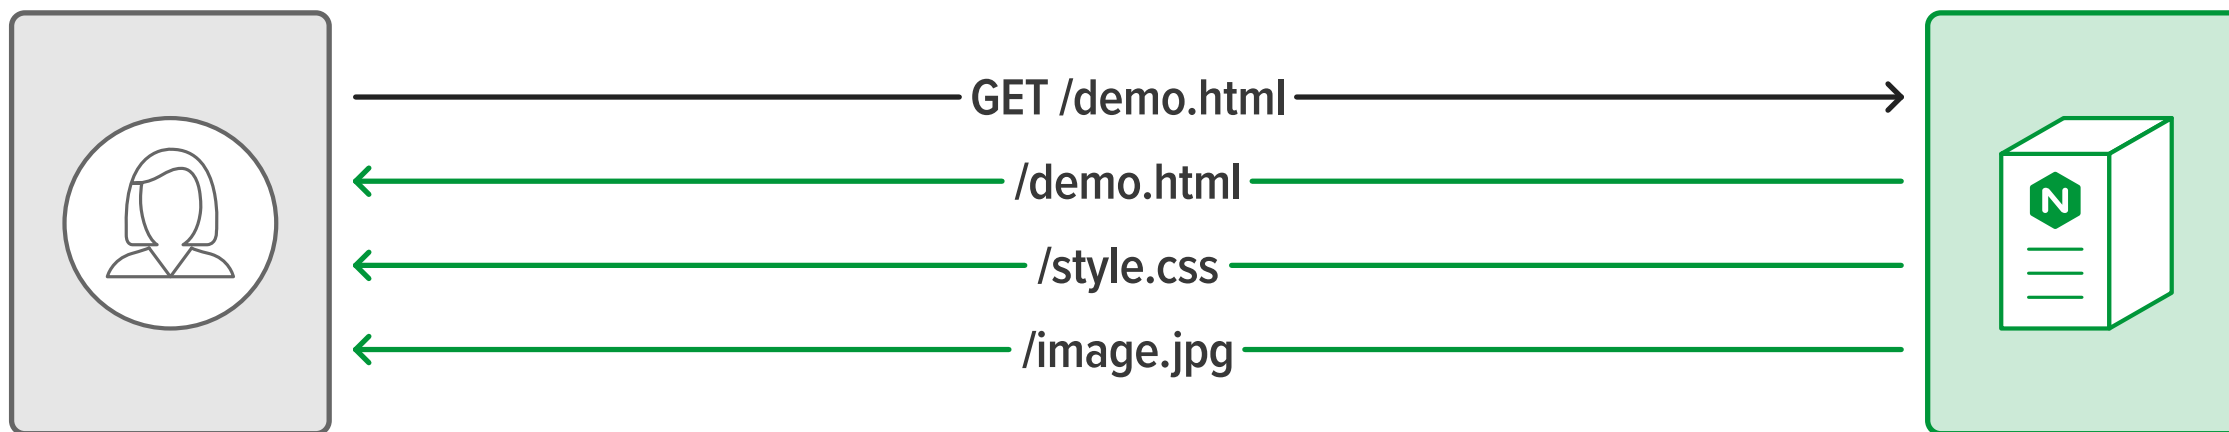 GET /demo.html
/demo.html
/style.css
/image.jpg
N